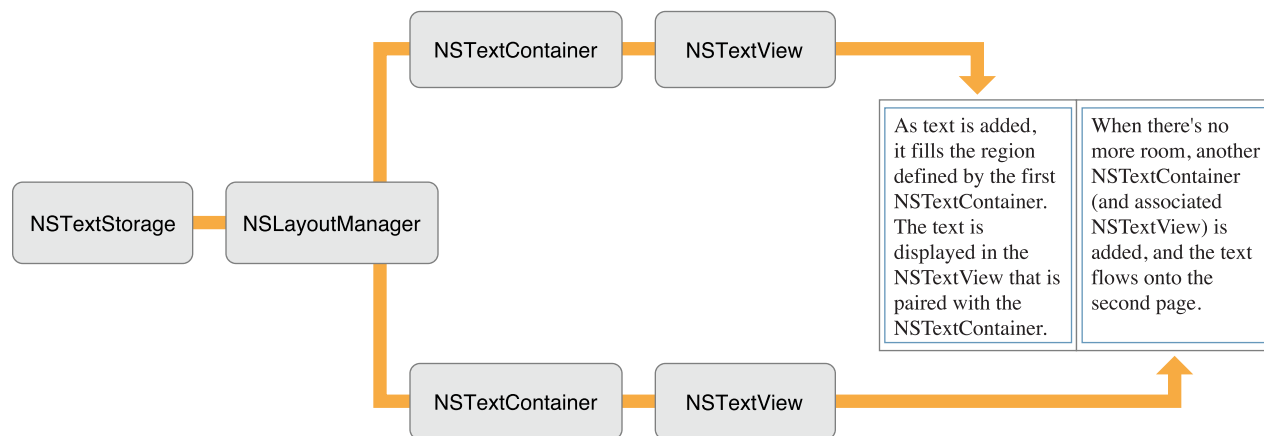 NSTextContainer
NSTextView
As text is added,
it fills the region
defined by the first
NSTextContainer.
The text is
displayed in the
NSTextView that is
paired with the
NSTextContainer.
When there's no
more room, another
NSTextContainer
(and associated
NSTextView) is
added, and the text
flows onto the
second page.
NSTextStorage
NSLayoutManager
NSTextContainer
NSTextView